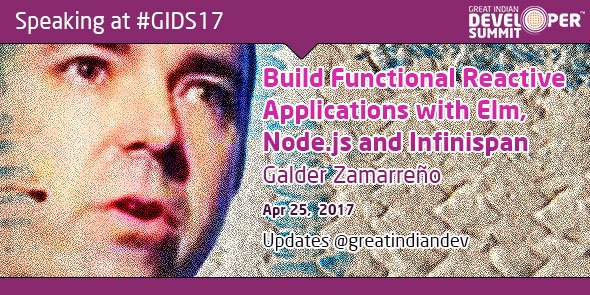 Speaking at #GIDS17
GREAT INDIAN
DEVELOPER™
SUMMIT
Build Functional Reactive
Applications with Elm,
Node.js and Infinispan
Galder Zamarreño
Apr 25, 2017
Updates @greatindiandev